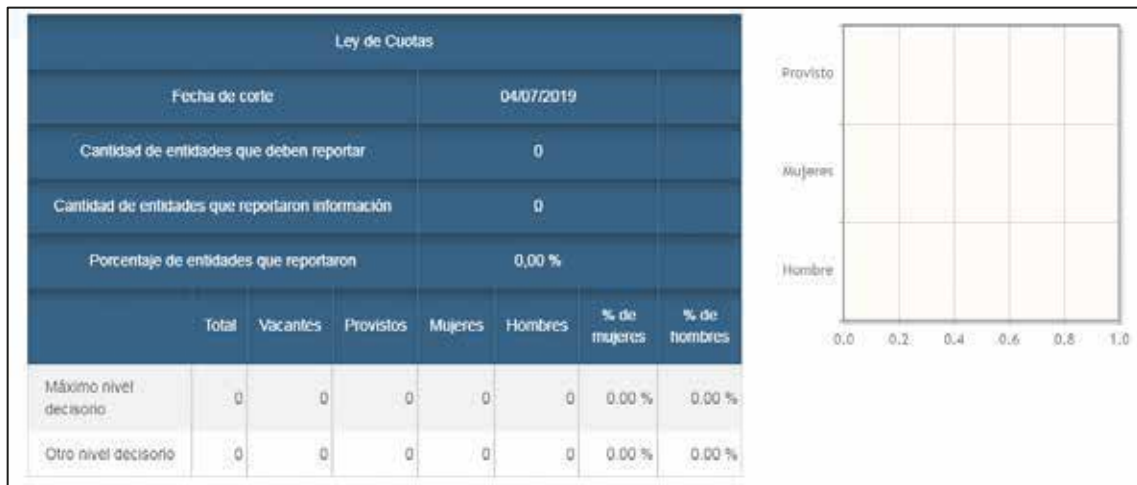 Ley de Cuotas
Fecha de corte 04/07/2019
Cantidad de entidades que deben reportar 0
Cantidad de entidades que reportaron información 0
Porcentaje de entidades que reportaron 0,00 %
Total Vacantes Provistos Mujeres Hombres % de mujeres % de hombres
Máximo nivel decisorio 0 0 0 0 0 0.00 % 0.00 %
Otro nivel decisorio 0 0 0 0 0 0.00 % 0.00 %
Provisto
Mujeres
Hombre
0.0 0.2 0.4 0.6 0.8 1.0